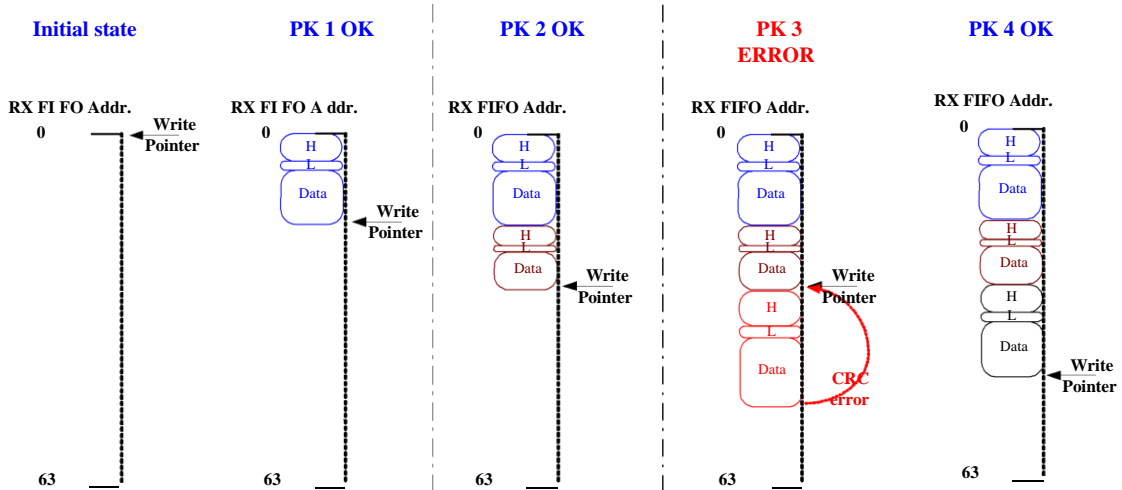 Initial state
PK 1 OK
PK 2 OK
PK 3
ERROR
PK 4 OK
RX FI FO Addr.
0
Write
Pointer
63
RX FI FO A ddr.
0
H
L
Data
Write
Pointer
63
RX FIFO Addr.
0
H
L
Data
H
L
Data
Write
Pointer
63
RX FIFO Addr.
0
H
L
Data
H
L
Data
Write
Pointer
H
L
Data
CRC
error
63
RX FIFO Addr.
0
H
L
Data
H
L
Data
H
L
Data
Write
Pointer
63